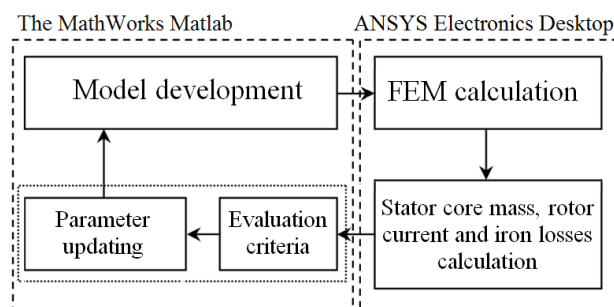 The MathWorks Matlab
ANSYS Electronics Desktop
Model development
FEM calculation
Parameter
updating
Evaluation
criteria
Stator core mass, rotor
current and iron losses
calculation